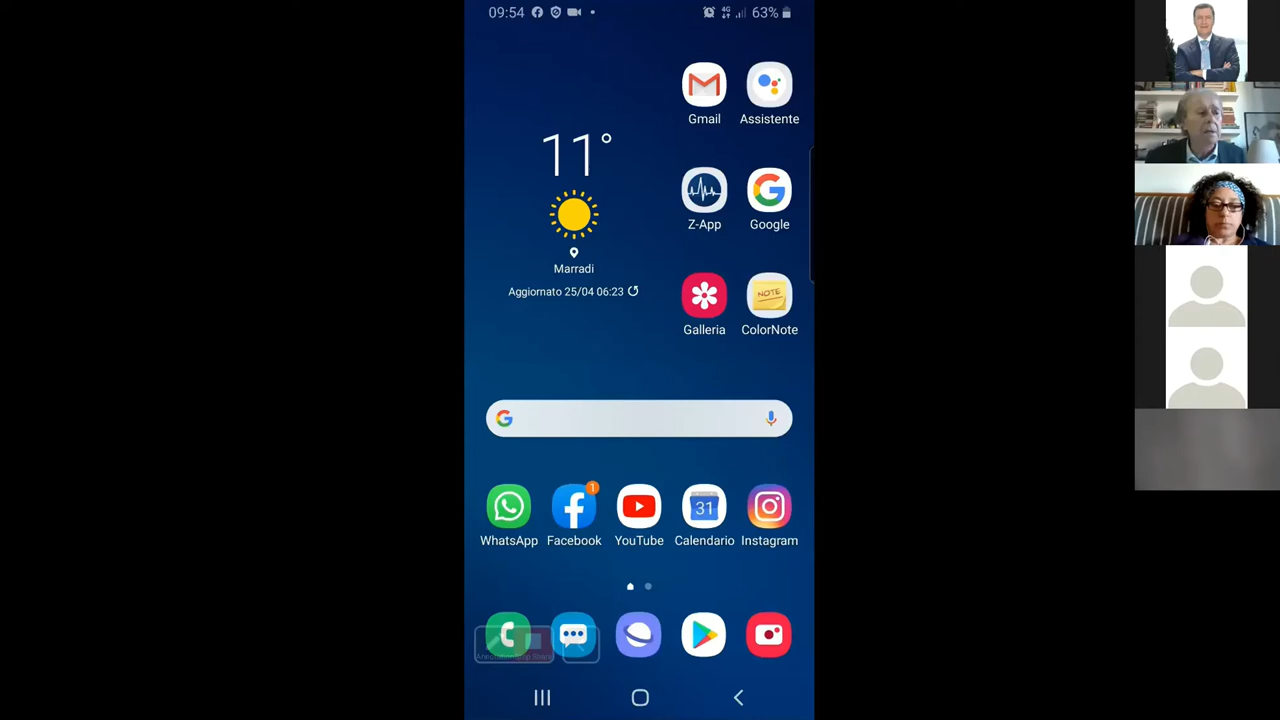 09:54
4G
63%
Gmail
Assistente
11°
Z-App
Google
Marradi
Aggiornato 25/04 06:23
NOTE
Galleria
ColorNote
1
31
WhatsApp
Facebook
YouTube
Calendario
Instagram